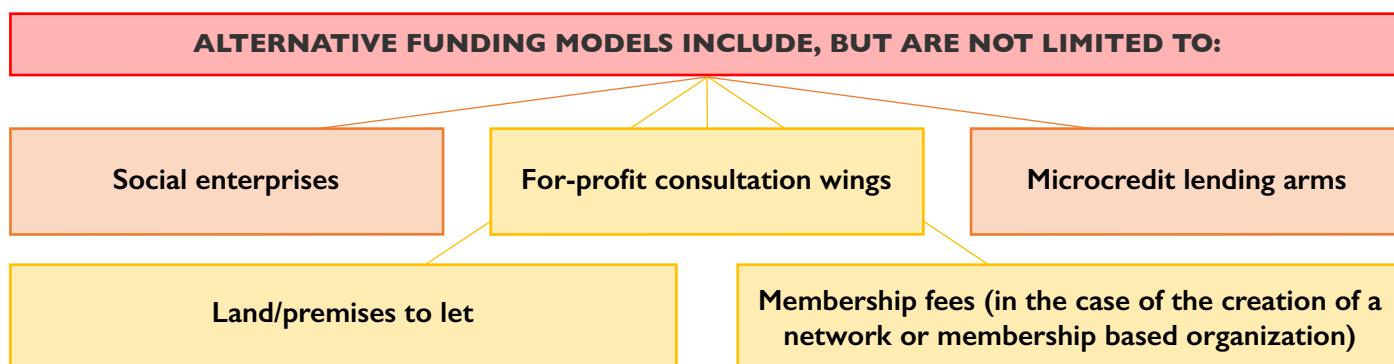 ALTERNATIVE FUNDING MODELS INCLUDE, BUT ARE NOT LIMITED TO:
Social enterprises
For-profit consultation wings
Microcredit lending arms
Land/premises to let
Membership fees (in the case of the creation of a
network or membership based organization)